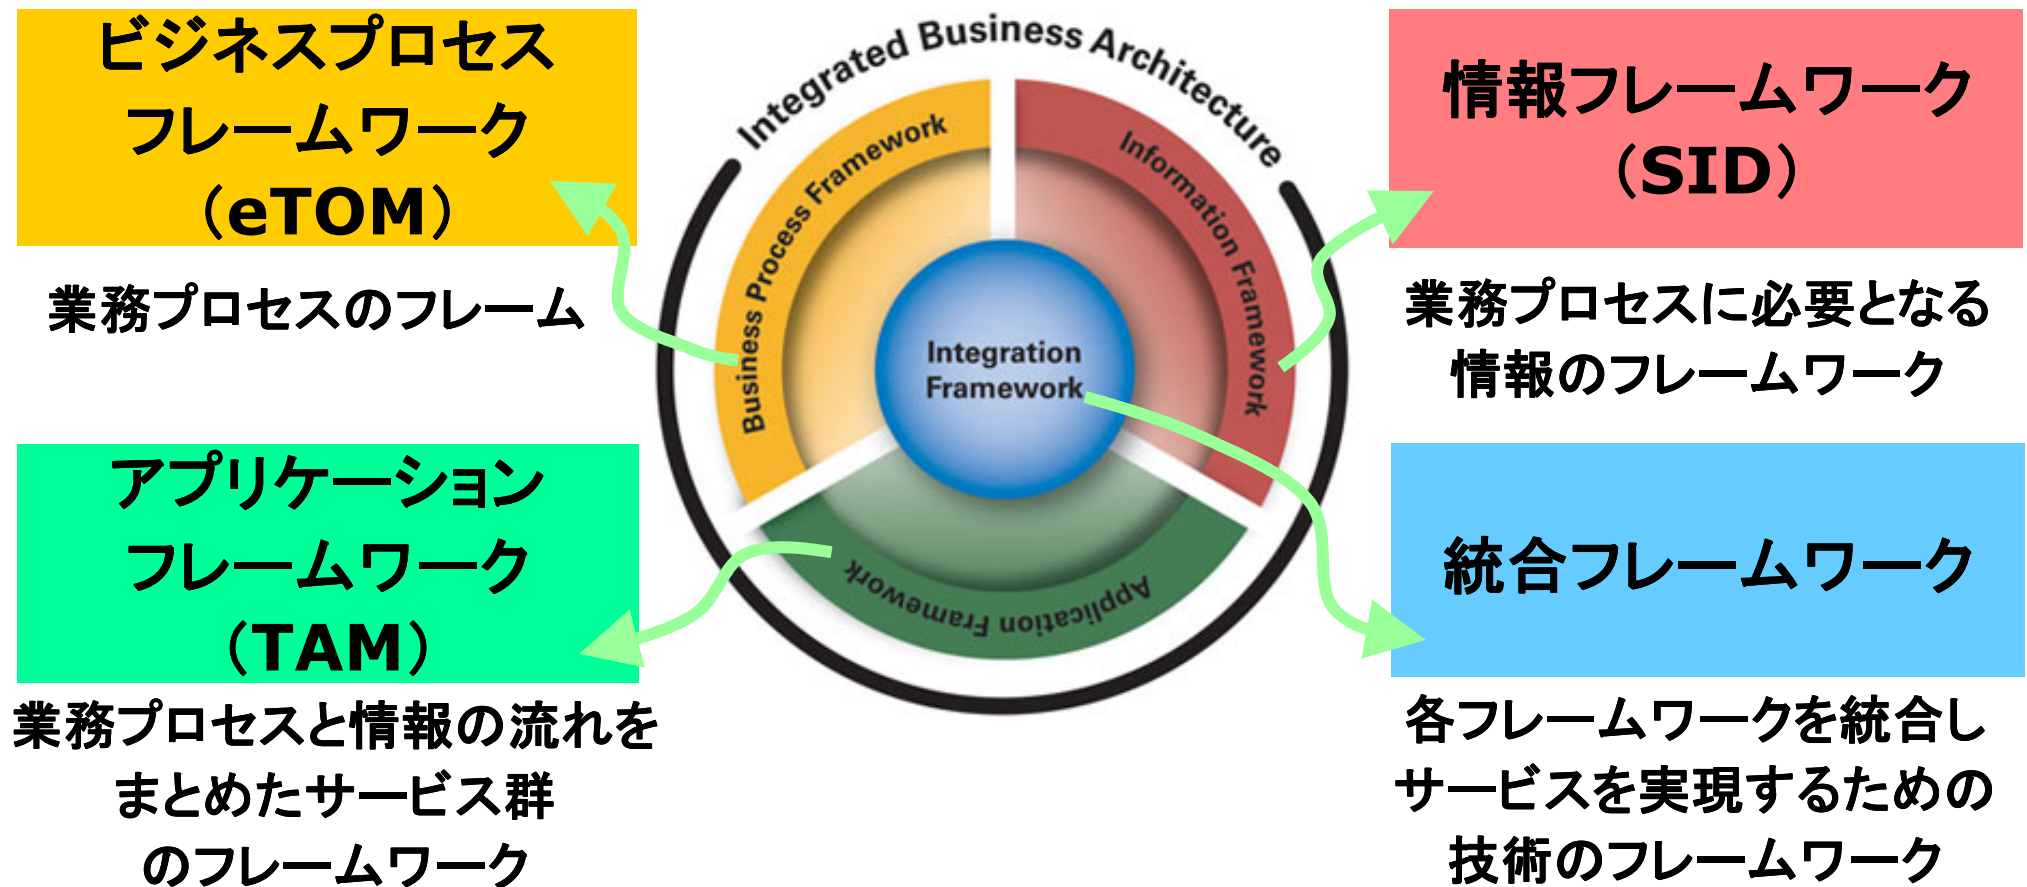 ビジネスプロセス
フレームワーク
（eTOM）
業務プロセスのフレーム
Integrated Business Architecture
Business Process Framework
Information Framework
Application Framework
Integration
Framework
情報フレームワーク
（SID）
業務プロセスに必要となる
情報のフレームワーク
アプリケーション
フレームワーク
（TAM）
業務プロセスと情報の流れを
まとめたサービス群
のフレームワーク
統合フレームワーク
各フレームワークを統合し
サービスを実現するための
技術のフレームワーク